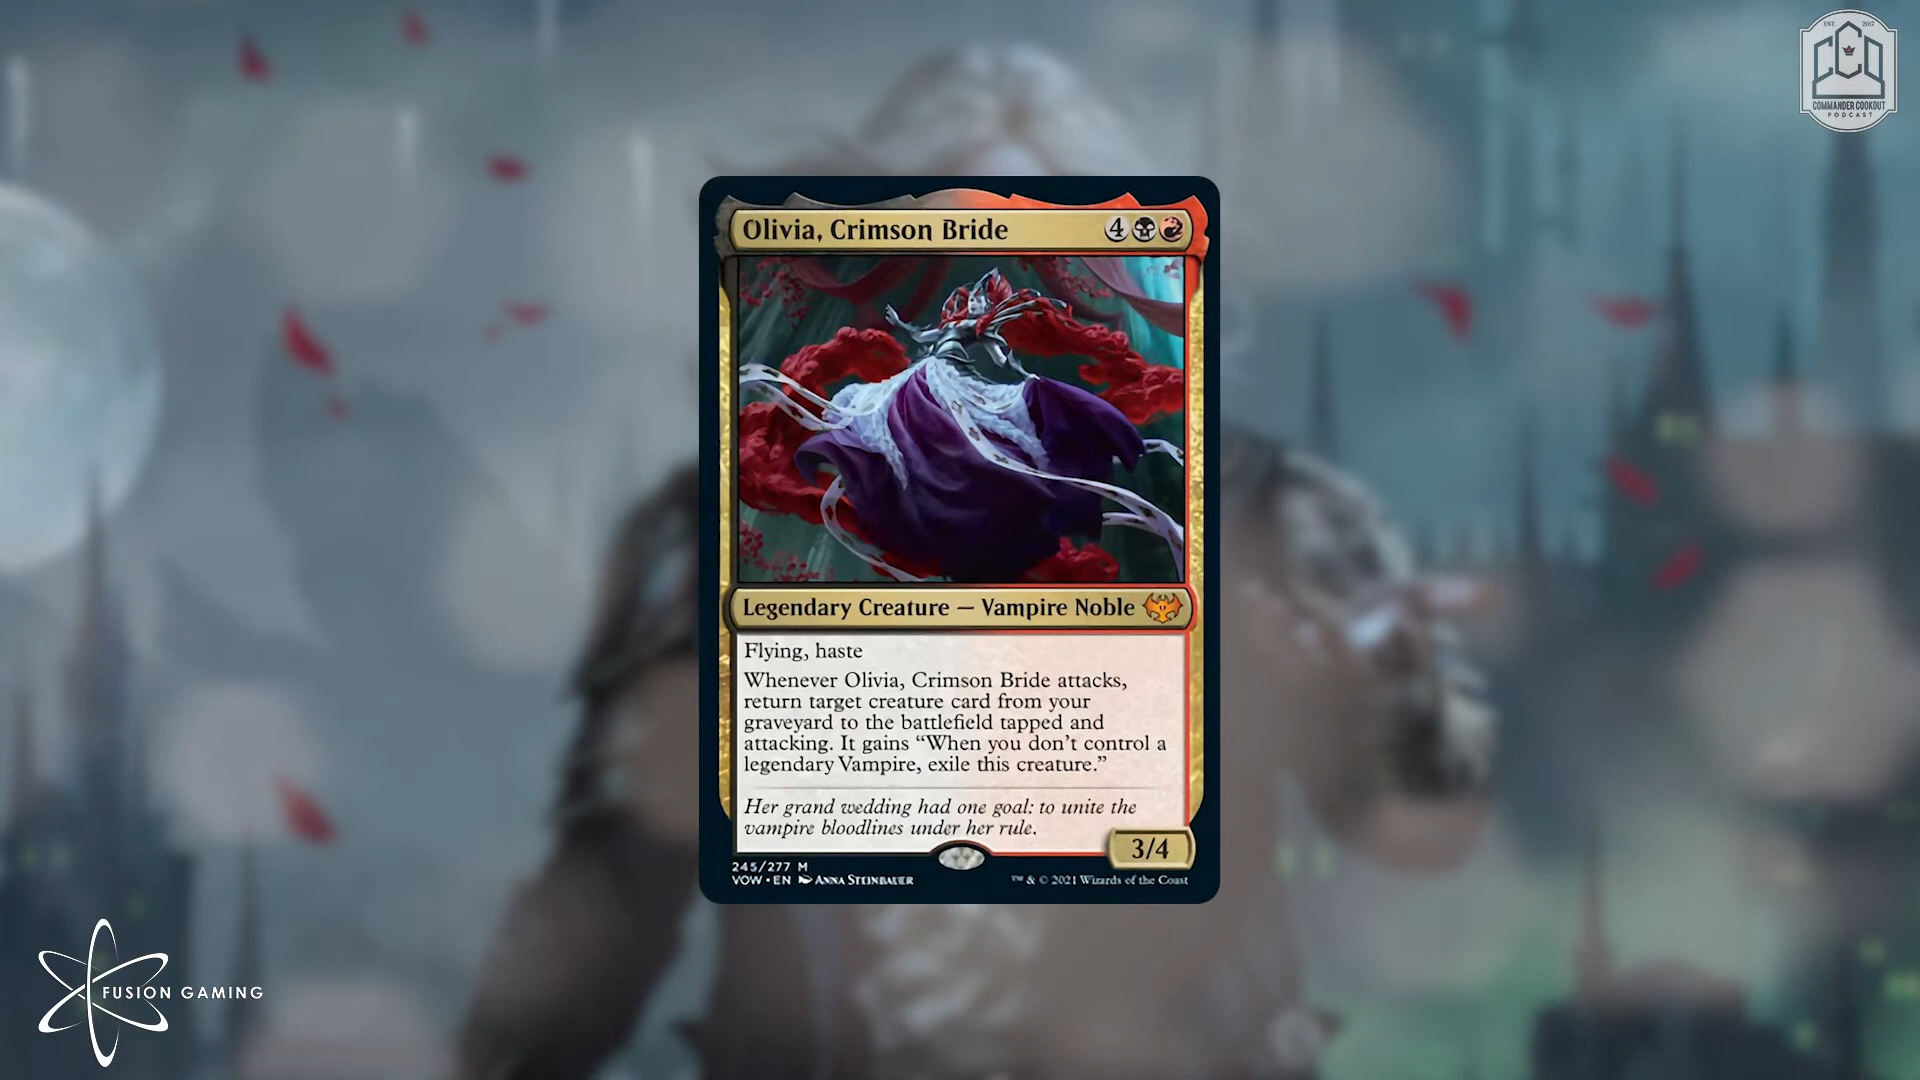 EST. 2017
CCO
COMMANDER COOKOUT
PODCAST
Olivia, Crimson Bride 4
Legendary Creature — Vampire Noble
Flying, haste
Whenever Olivia, Crimson Bride attacks,
return target creature card from your
graveyard to the battlefield tapped and
attacking. It gains “When you don’t control a
legendary Vampire, exile this creature.”
Her grand wedding had one goal: to unite the
vampire bloodlines under her rule.
3/4
245/277 M
VOW • EN ANNA STEINBAUER
™ & © 2021 Wizards of the Coast
FUSION GAMING